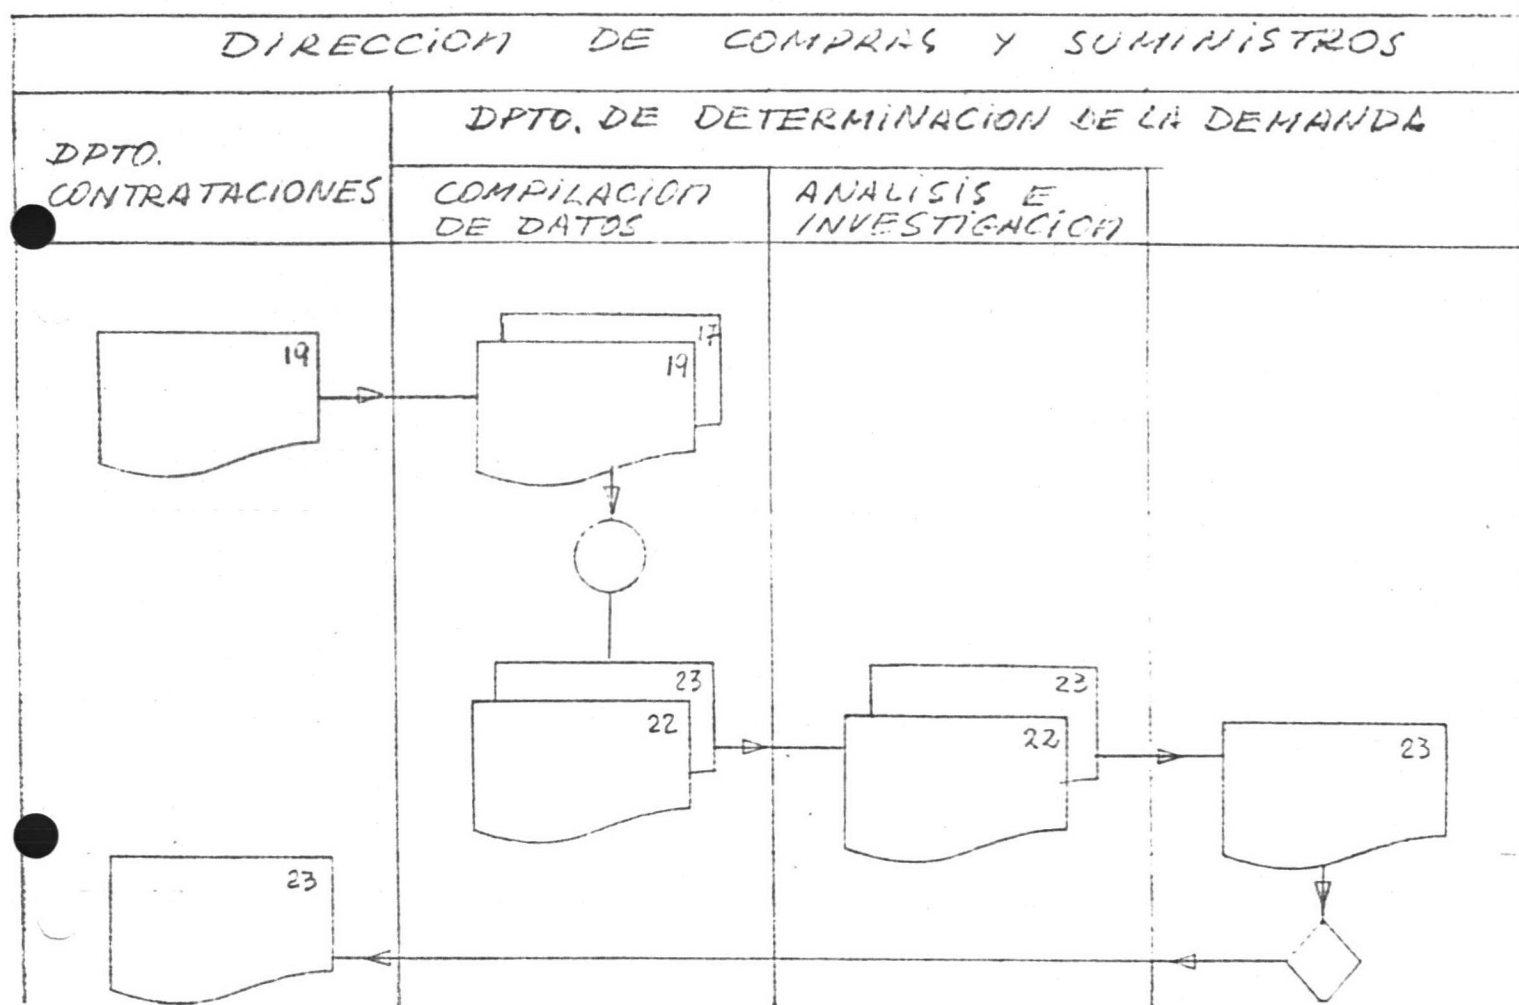 DIRECCION DE COMPRAS Y SUMINISTROS
DPTO. DE DETERMINACION DE LA DEMANDA
DPTO.
CONTRATACIONES
COMPILACION
DE DATOS
ANALISIS E
INVESTIGACION
19
17
19
23
22
23
22
23
23